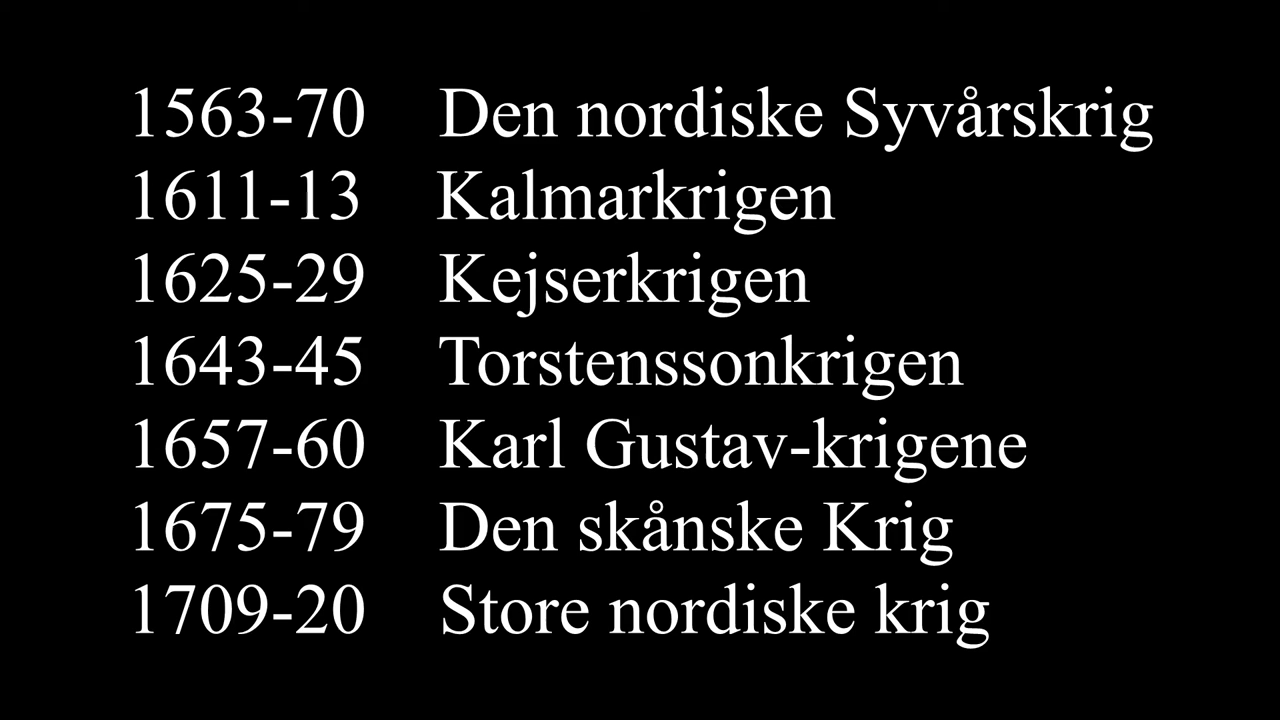 1563-70 Den nordiske Syvårskrig
1611-13 Kalmarkrigen
1625-29 Kejserkrigen
1643-45 Torstenssonkrigen
1657-60 Karl Gustav-krigene
1675-79 Den skånske Krig
1709-20 Store nordiske krig